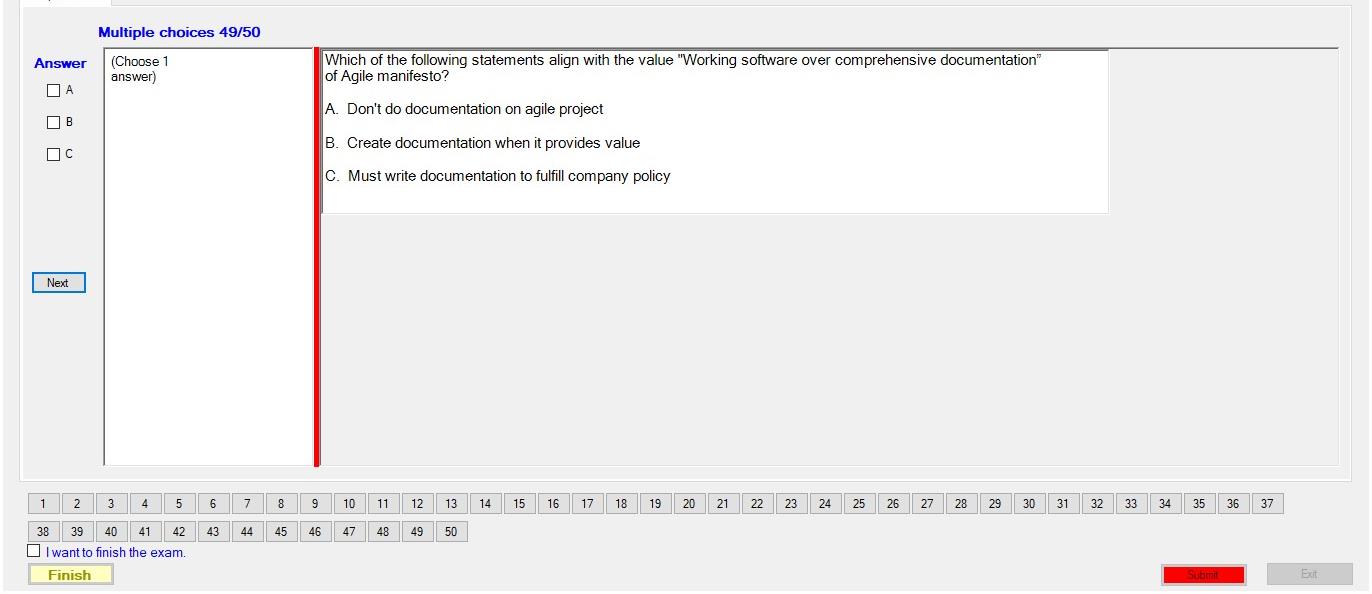 Multiple choices 49/50
Answer
A
B
C
Next
(Choose 1
answer)
Which of the following statements align with the value "Working software over comprehensive documentation”
of Agile manifesto?
A. Don't do documentation on agile project
B. Create documentation when it provides value
C. Must write documentation to fulfill company policy
1 2 3 4 5 6 7 8 9 10 11 12 13 14 15 16 17 18 19 20 21 22 23 24 25 26 27 28 29 30 31 32 33 34 35 36 37
38 39 40 41 42 43 44 45 46 47 48 49 50
I want to finish the exam.
Finish Submit Exit